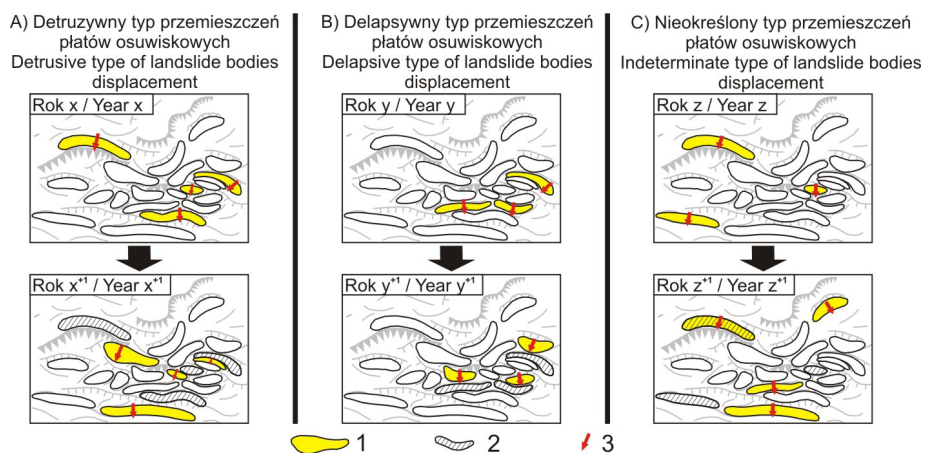 A) Detruzywny typ przemieszczeń
płatów osuwiskowych
Detrusive type of landslide bodies
displacement
Rok x / Year x
Rok x⁺¹ / Year x⁺¹
B) Delapsywny typ przemieszczeń
płatów osuwiskowych
Delapsive type of landslide bodies
displacement
Rok y / Year y
Rok y⁺¹ / Year y⁺¹
C) Nieokreślony typ przemieszczeń
płatów osuwiskowych
Indeterminate type of landslide bodies
displacement
Rok z / Year z
Rok z⁺¹ / Year z⁺¹
1
2
3